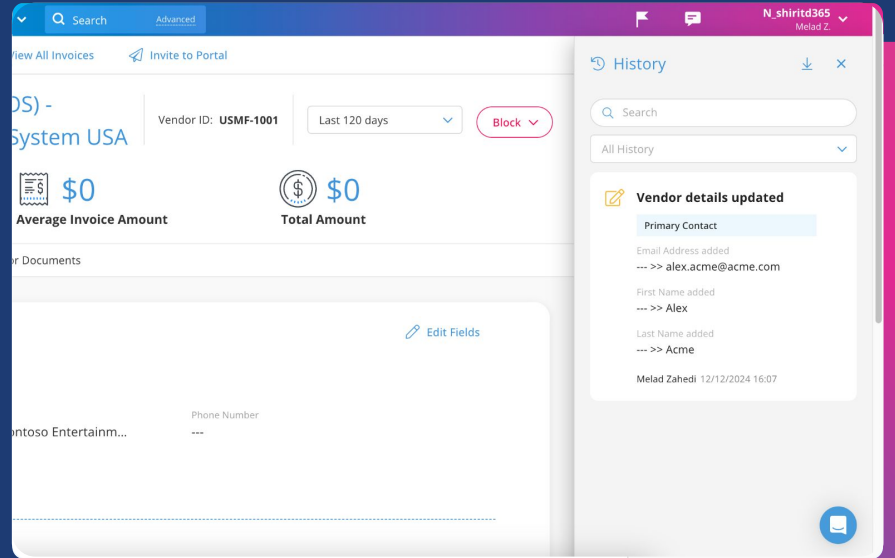 Search Advanced
N_shiritd365
Melad Z.
View All Invoices Invite to Portal
OS) -
System USA
Vendor ID: USMF-1001
Last 120 days
Block
$0
Average Invoice Amount
$0
Total Amount
or Documents
Edit Fields
Phone Number
ontoso Entertainm... ---
History
Search
All History
Vendor details updated
Primary Contact
Email Address added
--- >> alex.acme@acme.com
First Name added
--- >> Alex
Last Name added
--- >> Acme
Melad Zahedi 12/12/2024 16:07